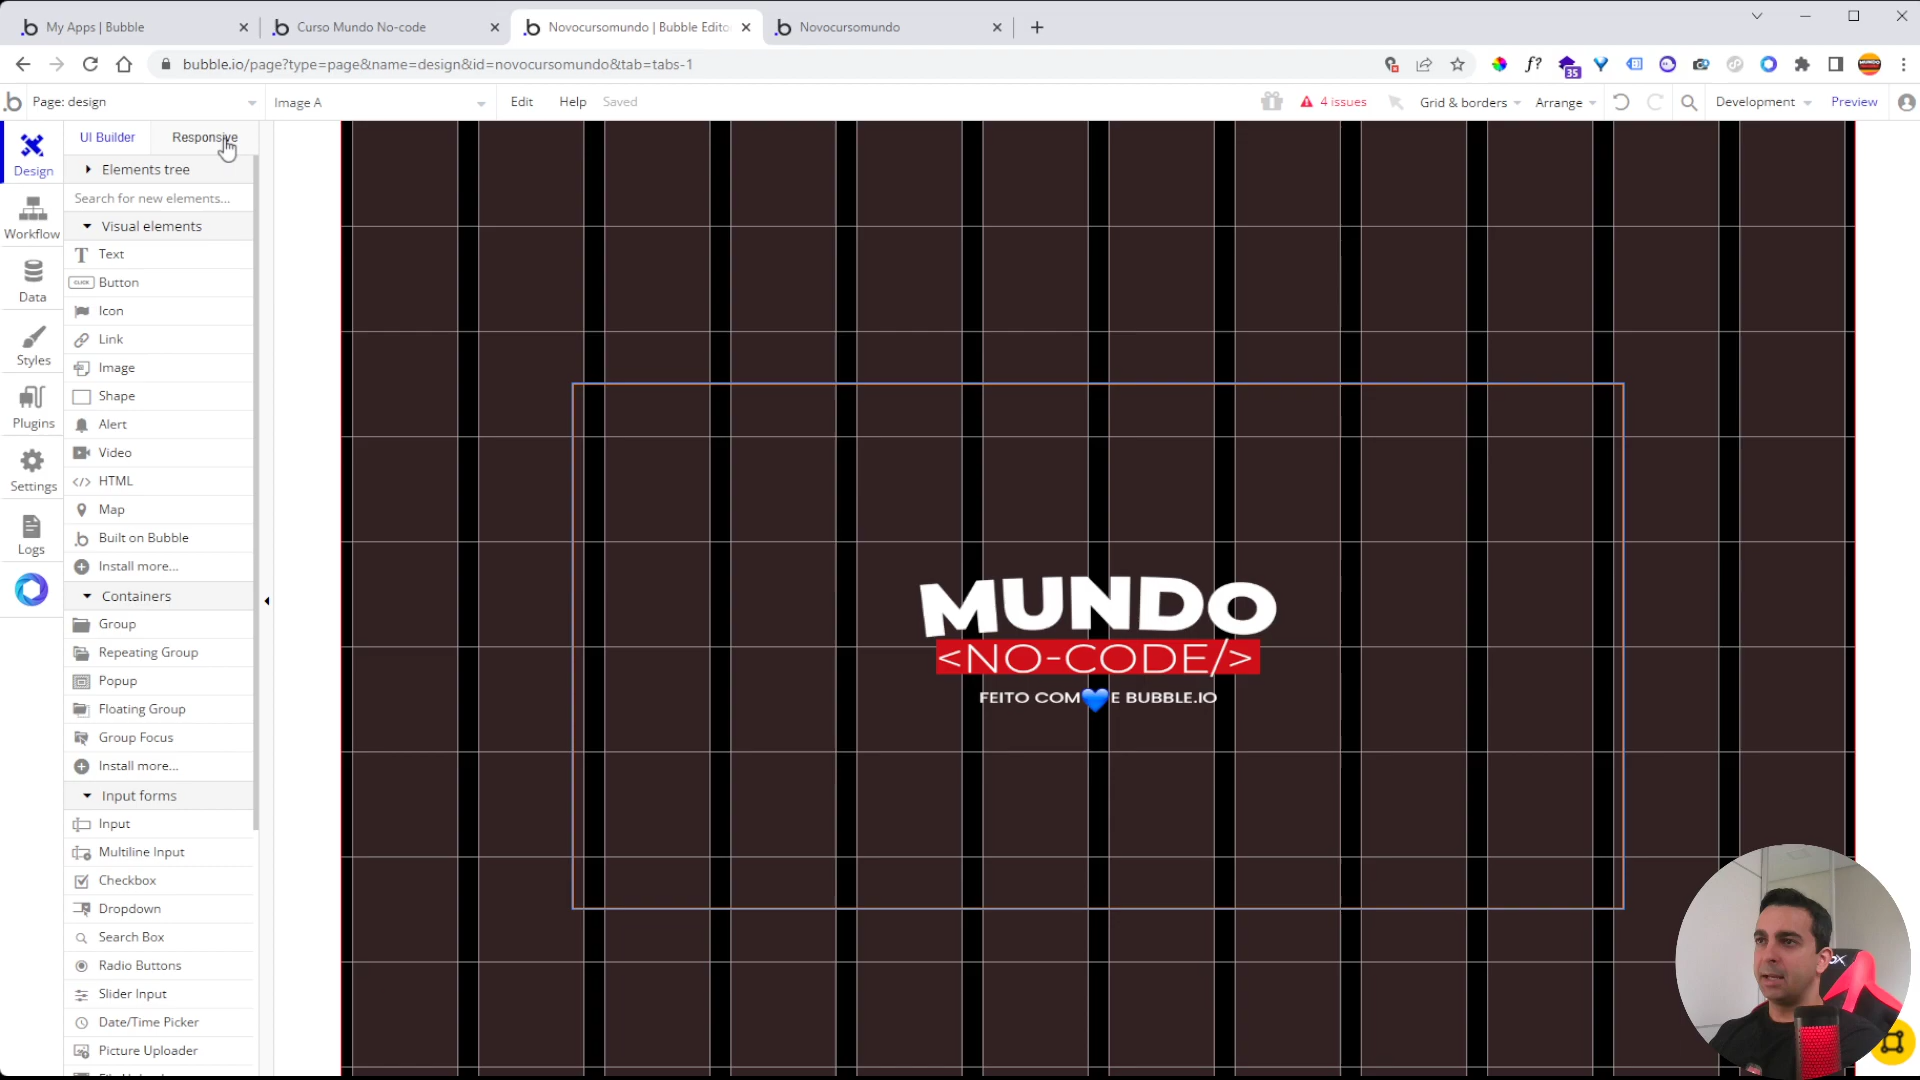 My Apps | Bubble
Curso Mundo No-code
Novocursomundo | Bubble Edito
Novocursomundo
bubble.io/page?type=page&name=design&id=novocursomundo&tab=tabs-1
f?
35
Page: design
Image A
Edit
Help
Saved
4 issues
Grid & borders
Arrange
Development
Preview
Design
Workflow
Data
Styles
Plugins
Settings
Logs
UI Builder
Responsive
Elements tree
Search for new elements...
Visual elements
Text
CLICK Button
Icon
Link
Image
Shape
Alert
Video
HTML
Map
Built on Bubble
Install more...
Containers
Group
Repeating Group
Popup
Floating Group
Group Focus
Install more...
Input forms
Input
Multiline Input
Checkbox
Dropdown
Search Box
Radio Buttons
Slider Input
Date/Time Picker
Picture Uploader
MUNDO
<NO-CODE/>
FEITO COM💙E BUBBLE.IO